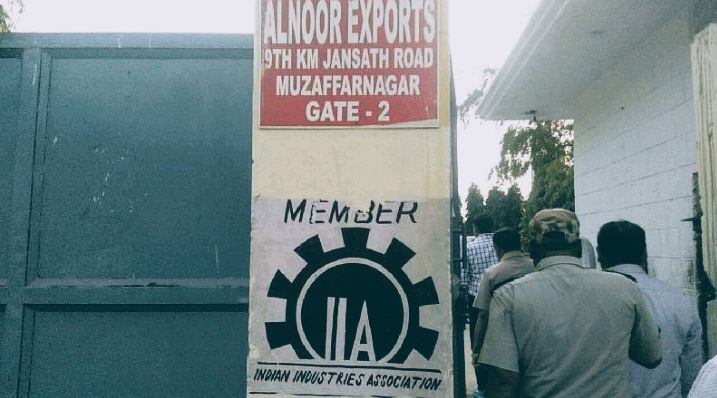 ALNOOR EXPORTS
9TH KM JANSATH ROAD
MUZAFFARNAGAR
GATE - 2
MEMBER
IIA
INDIAN INDUSTRIES ASSOCIATION